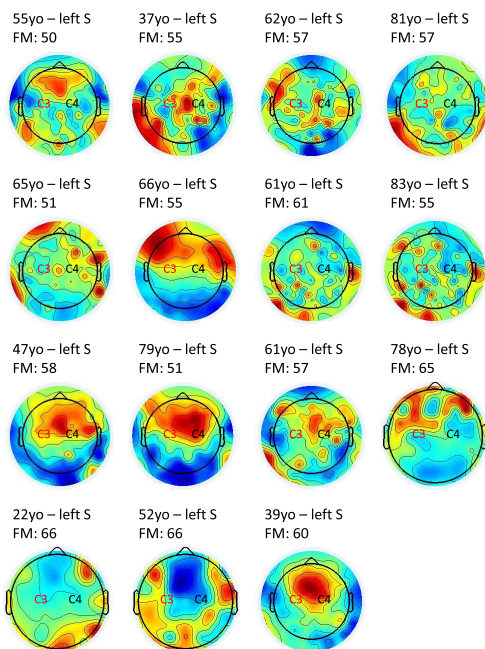 55yo – left S
37yo – left S
62yo – left S
81yo – left S
FM: 50
FM: 55
FM: 57
FM: 57
C3 C4
C3 C4
C3 C4
C3 C4
65yo – left S
66yo – left S
61yo – left S
83yo – left S
FM: 51
FM: 55
FM: 61
FM: 55
C3 C4
C3 C4
C3 C4
C3 C4
47yo – left S
79yo – left S
61yo – left S
78yo – left S
FM: 58
FM: 51
FM: 57
FM: 65
C3 C4
C3 C4
C3 C4
C3 C4
22yo – left S
52yo – left S
39yo – left S
FM: 66
FM: 66
FM: 60
C3 C4
C3 C4
C3 C4